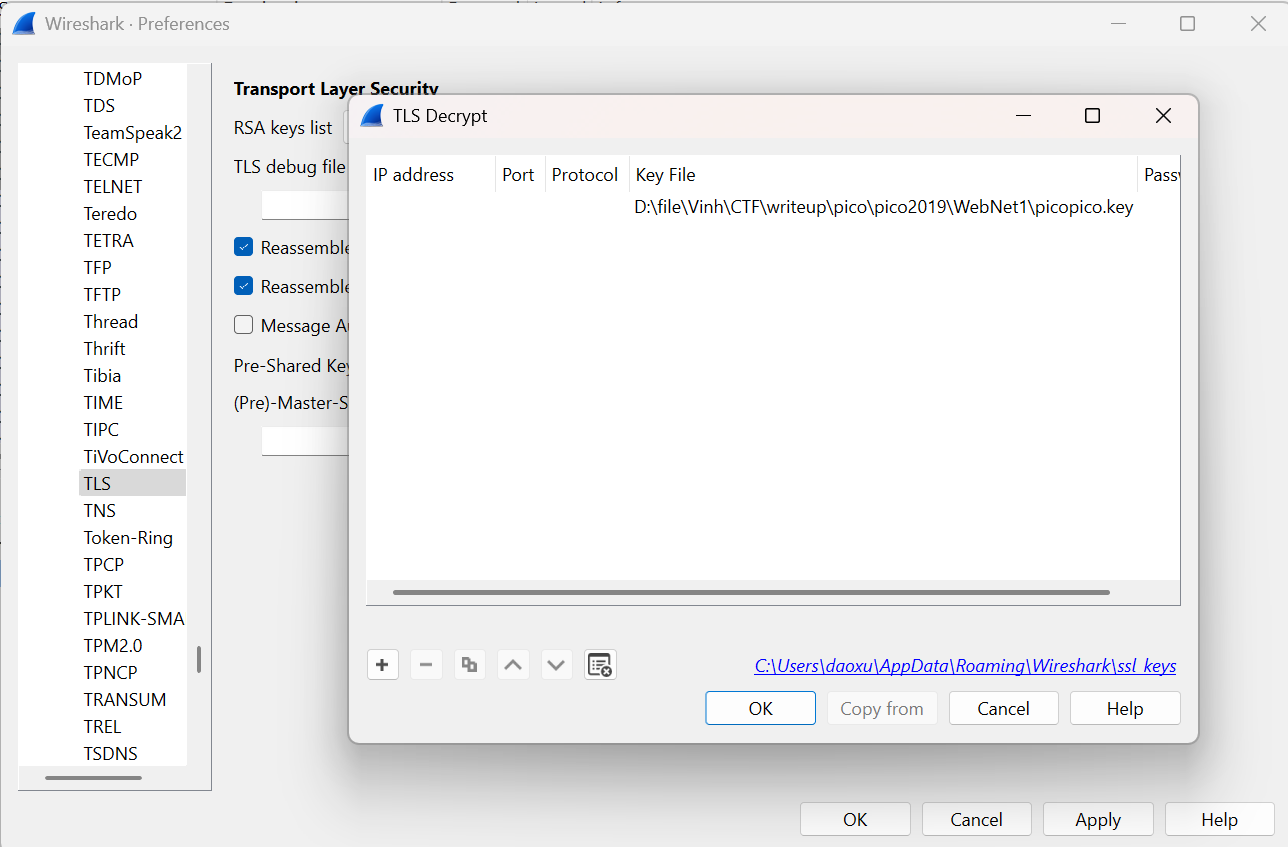 Wireshark · Preferences
TDMoP
TDS
TeamSpeak2
TECMP
TELNET
Teredo
TETRA
TFP
TFTP
Thread
Thrift
Tibia
TIME
TIPC
TiVoConnect
TLS
TNS
Token-Ring
TPCP
TPKT
TPLINK-SMA
TPM2.0
TPNCP
TRANSUM
TREL
TSDNS
Transport Layer Security
RSA keys list
TLS debug file
Reassemble
Reassemble
Message Au
Pre-Shared Key
(Pre)-Master-S
TLS Decrypt
IP address Port Protocol Key File Passw
D:\file\Vinh\CTF\writeup\pico\pico2019\WebNet1\picopico.key
C:\Users\daoxu\AppData\Roaming\Wireshark\ssl_keys
OK Copy from Cancel Help
OK Cancel Apply Help